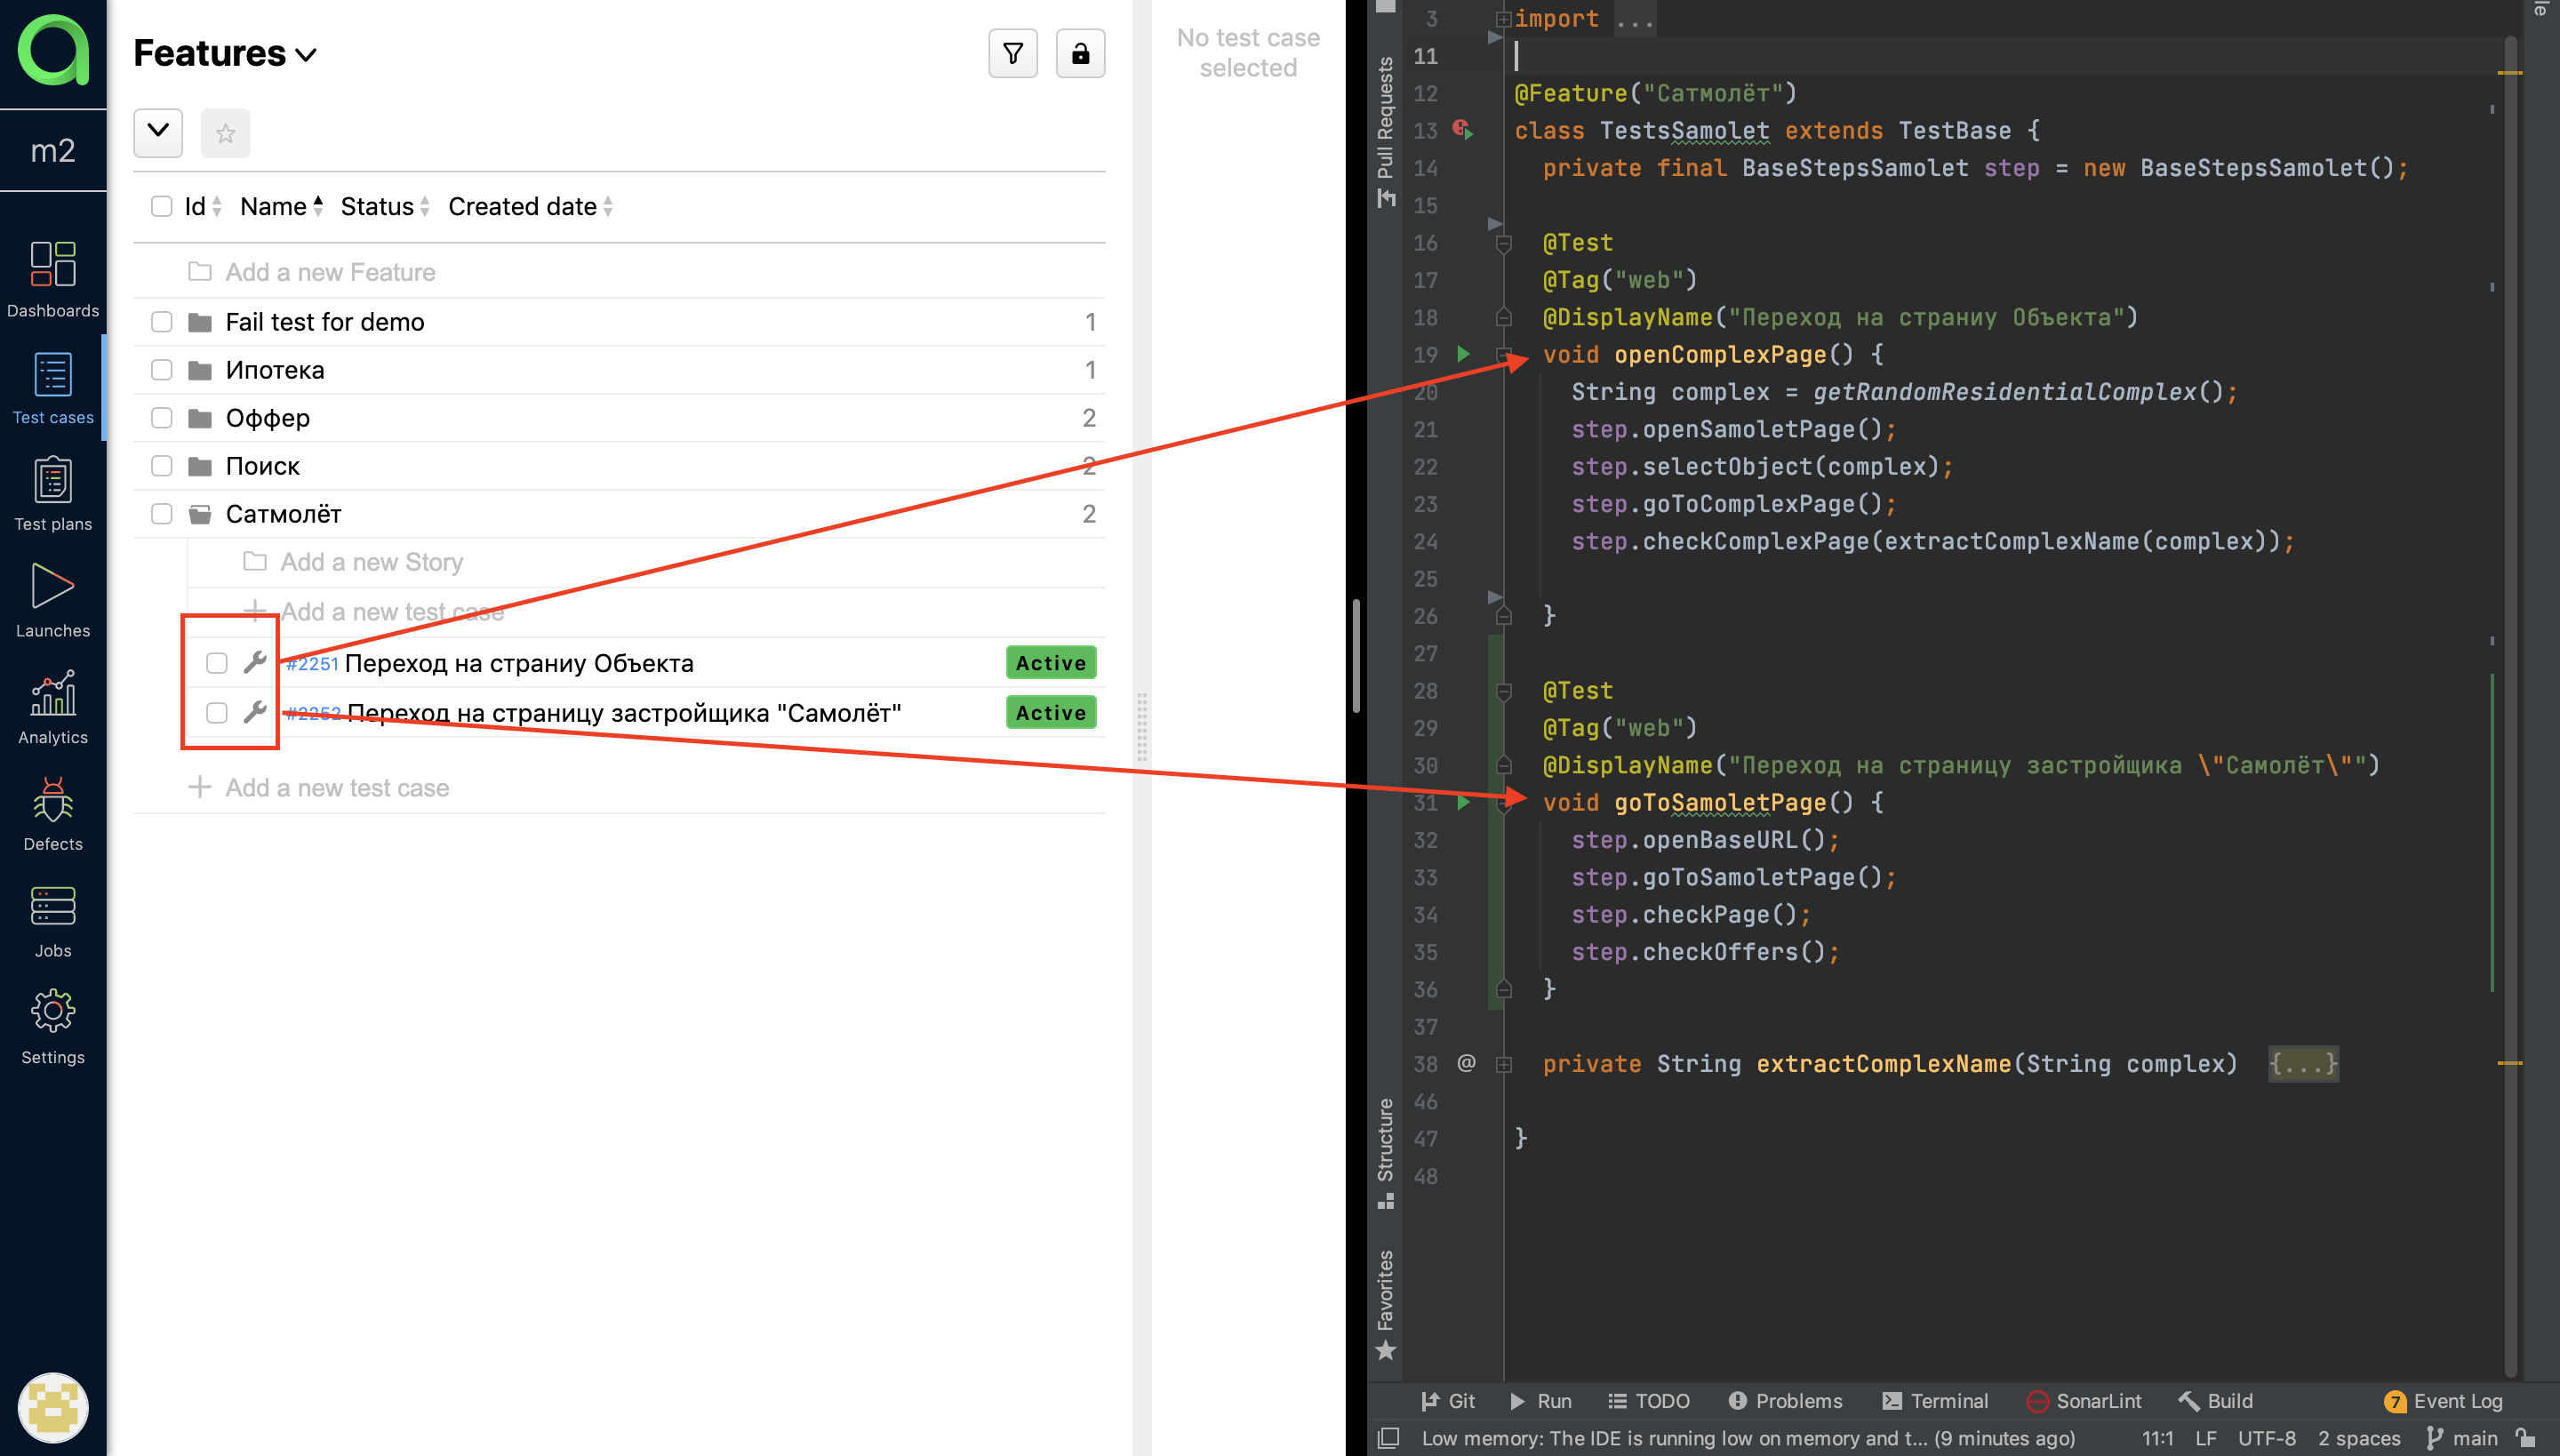 m2
Dashboards
Test cases
Test plans
Launches
Analytics
Defects
Jobs
Settings
Features
Id Name Status Created date
Add a new Feature
Fail test for demo 1
Ипотека 1
Оффер 2
Поиск 2
Сатмолёт 2
Add a new Story
Add a new test case
#2251 Переход на страниу Объекта Active
#2252 Переход на страницу застройщика "Самолёт" Active
Add a new test case
No test case
selected
Pull Requests
Structure
Favorites
3 import ...
11
12 @Feature("Сатмолёт")
13 class TestsSamolet extends TestBase {
14 private final BaseStepsSamolet step = new BaseStepsSamolet();
15
16 @Test
17 @Tag("web")
18 @DisplayName("Переход на страниу Объекта")
19 void openComplexPage() {
20 String complex = getRandomResidentialComplex();
21 step.openSamoletPage();
22 step.selectObject(complex);
23 step.goToComplexPage();
24 step.checkComplexPage(extractComplexName(complex));
25
26 }
27
28 @Test
29 @Tag("web")
30 @DisplayName("Переход на страницу застройщика \"Самолёт\"")
31 void goToSamoletPage() {
32 step.openBaseURL();
33 step.goToSamoletPage();
34 step.checkPage();
35 step.checkOffers();
36 }
37
38 @ private String extractComplexName(String complex) {...}
46
47 }
48
Git Run TODO Problems Terminal SonarLint Build 7 Event Log
Low memory: The IDE is running low on memory and t... (9 minutes ago) 11:1 LF UTF-8 2 spaces main